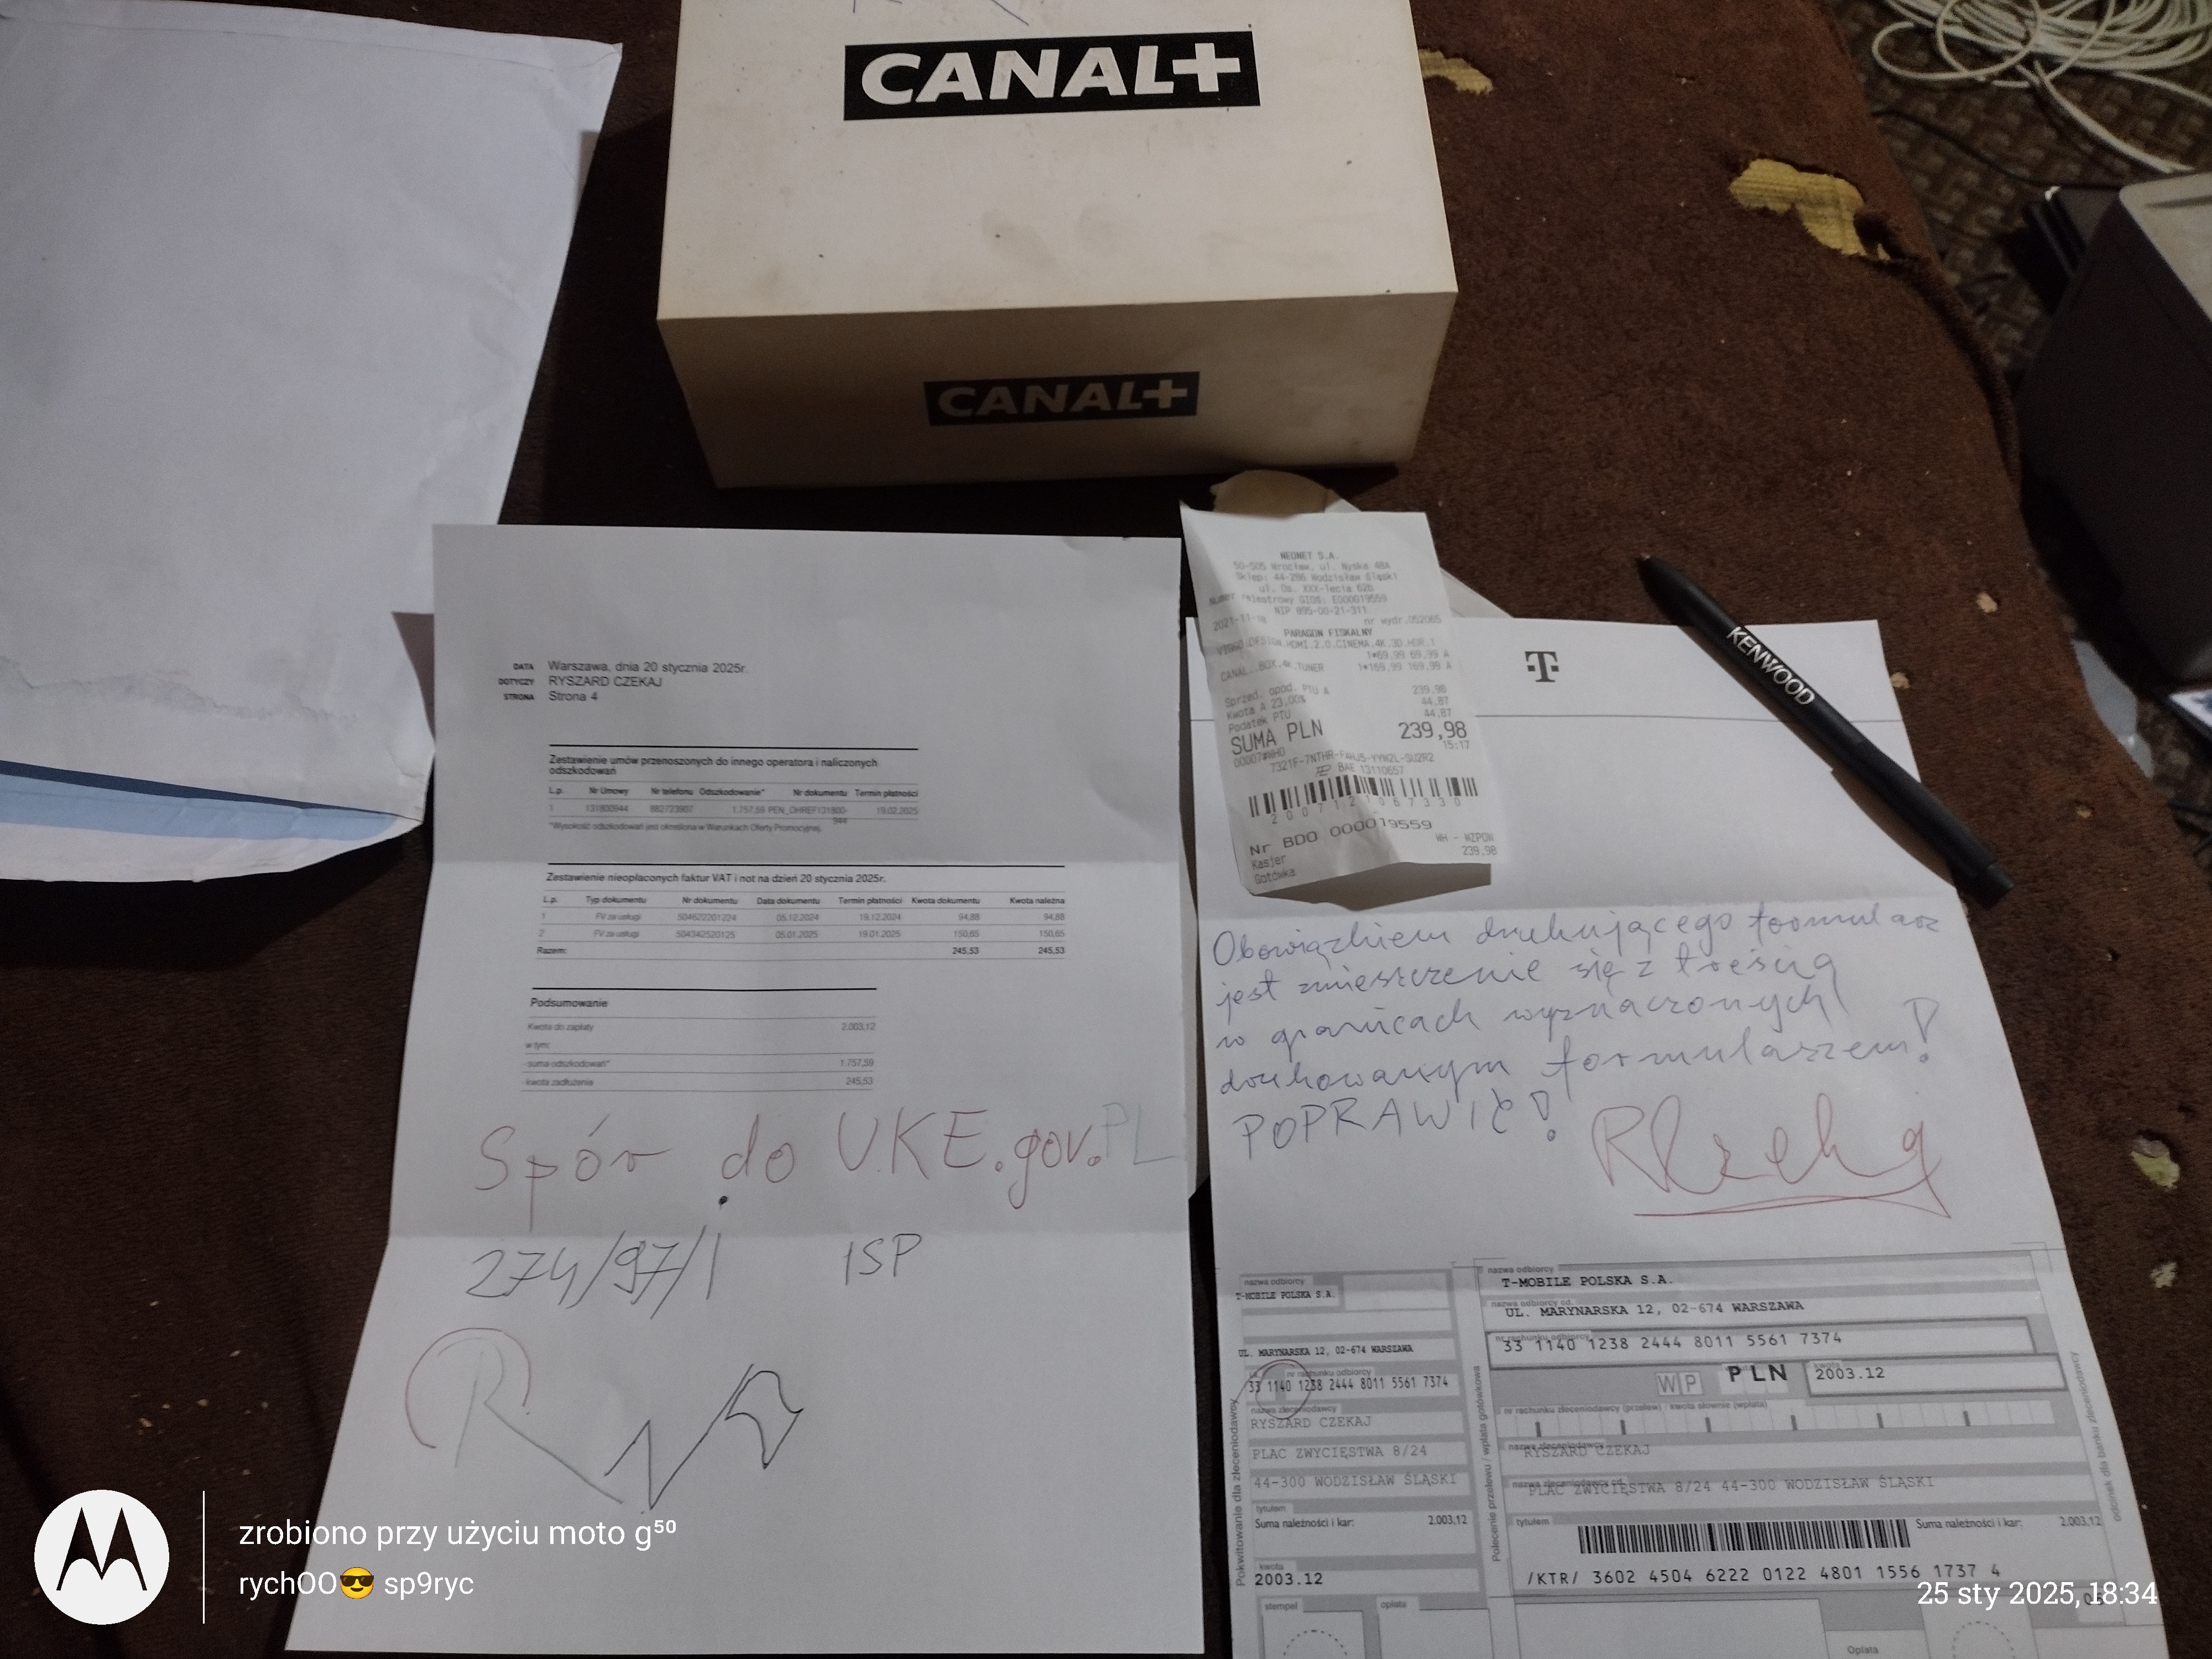 CANAL+
CANAL+
DATA Warszawa, dnia 20 stycznia 2025r.
DOTYCZY RYSZARD CZEKAJ
STRONA Strona 4
Zestawienie umów przenoszonych do innego operatora i naliczonych
odszkodowań
L.p. Nr Umowy Nr telefonu Odszkodowanie* Nr dokumentu Termin płatności
1 131800944 882723907 1.757,59 PEN_OHREF131800- 19.02.2025
944
*Wysokość odszkodowań jest określona w Warunkach Oferty Promocyjnej.
Zestawienie nieopłaconych faktur VAT i not na dzień 20 stycznia 2025r.
L.p. Typ dokumentu Nr dokumentu Data dokumentu Termin płatności Kwota dokumentu Kwota należna
1 FV za usługi 504622201224 05.12.2024 19.12.2024 94,88 94,88
2 FV za usługi 504342520125 05.01.2025 19.01.2025 150,65 150,65
Razem: 245,53 245,53
Podsumowanie
Kwota do zapłaty 2.003,12
w tym:
- suma odszkodowań* 1.757,59
- kwota zadłużenia 245,53
Spór do UKE.gov.PL
274/97/1 ISP
NEONET S.A.
50-505 Wrocław, ul. Nyska 48A
Sklep: 44-286 Wodzisław Śląski
ul. Os. XXX-lecia 62b
Numer rejestrowy GIOŚ: E000019559
NIP 895-00-21-311
2021-11-18 nr wydr.052065
PARAGON FISKALNY
HDMI.2.0.CINEMA.4K.3D.HDR.1
1*69,99 69,99 A
CANAL..BOX.4K.TUNER 1*169,99 169,99 A
Sprzed. opod. PTU A 239,98
Kwota A 23,00% 44,87
Podatek PTU 44,87
SUMA PLN 239,98
15:17
BAE 13110657
Nr BDO 000019559
Kasjer WH - WZPOW
Gotówka 239,98
T
KENWOOD
Obowiązkiem drukującego formularz
jest zmieszczenie się z treścią
w granicach wyznaczonych
drukowanym formularzem!
POPRAWIĆ!
nazwa odbiorcy
T-MOBILE POLSKA S.A.
UL. MARYNARSKA 12, 02-674 WARSZAWA
nr rachunku odbiorcy
33 1140 1238 2444 8011 5561 7374
nazwa zleceniodawcy
RYSZARD CZEKAJ
PLAC ZWYCIĘSTWA 8/24
44-300 WODZISŁAW ŚLĄSKI
tytułem
Suma należności i kar: 2.003,12
kwota
2003.12
stempel opłata
Pokwitowanie dla zleceniodawcy
nazwa odbiorcy
T-MOBILE POLSKA S.A.
nazwa odbiorcy cd.
UL. MARYNARSKA 12, 02-674 WARSZAWA
nr rachunku odbiorcy
33 1140 1238 2444 8011 5561 7374
WP PLN kwota 2003.12
nr rachunku zleceniodawcy (przelew) / kwota słownie (wpłata)
nazwa zleceniodawcy
RYSZARD CZEKAJ
nazwa zleceniodawcy cd.
PLAC ZWYCIĘSTWA 8/24 44-300 WODZISŁAW ŚLĄSKI
tytułem
Suma należności i kar: 2.003,12
/KTR/ 3602 4504 6222 0122 4801 1556 1737 4
Opłata
Polecenie przelewu / wpłata gotówkowa
odcinek dla banku zleceniodawcy
zrobiono przy użyciu moto g⁵⁰
rychOO😎 sp9ryc
25 sty 2025, 18:34